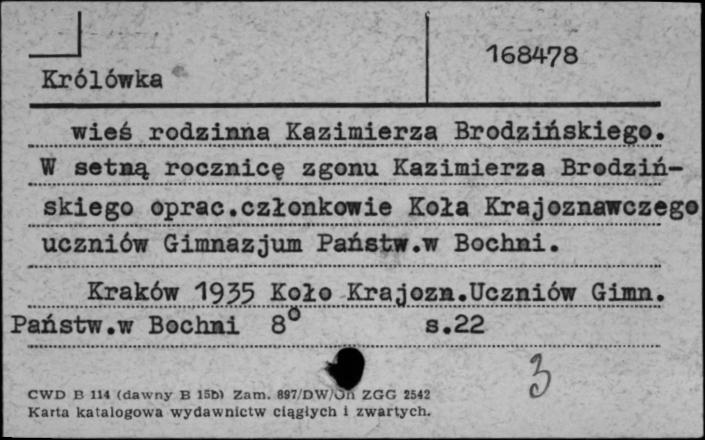 168478
Królówka
wieś rodzinna Kazimierza Brodzińskiego.
W setną rocznicę zgonu Kazimierza Brodziń-
skiego oprac.członkowie Koła Krajoznawczego
uczniów Gimnazjum Państw.w Bochni.
Kraków 1935 Koło Krajozn.Uczniów Gimn.
Państw.w Bochni 8° s.22
3
CWD B 114 (dawny B 15b) Zam. 897/DW/On ZGG 2542
Karta katalogowa wydawnictw ciągłych i zwartych.